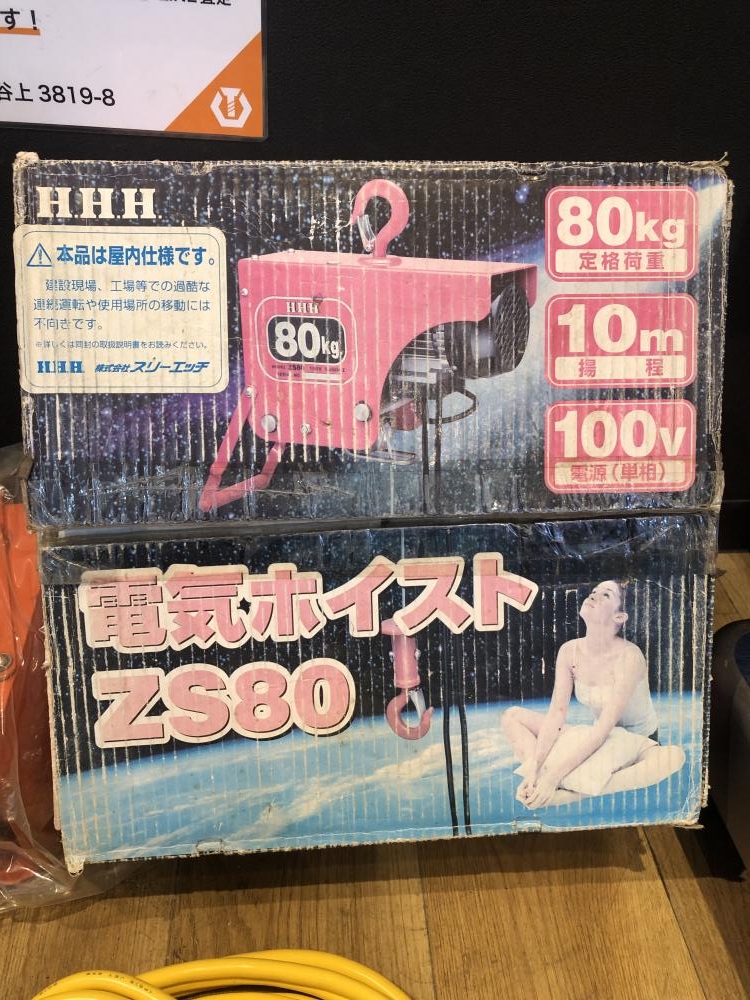 す!
谷上 3819-8
HHH
本品は屋内仕様です。
建設現場、工場等での過酷な
連続運転や使用場所の移動には
不向きです。
※詳しくは同封の取扱説明書をお読みください。
HHH 株式会社スリーエッチ
HHH
80kg
80kg
定格荷重
10m
揚程
100v
電源(単相)
電気ホイスト
ZS80